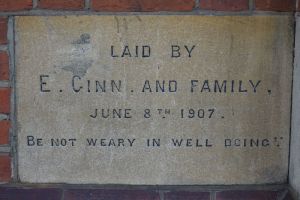 LAID BY
E. CINN. AND FAMILY.
JUNE 8TH 1907.
BE NOT WEARY IN WELL DOING".